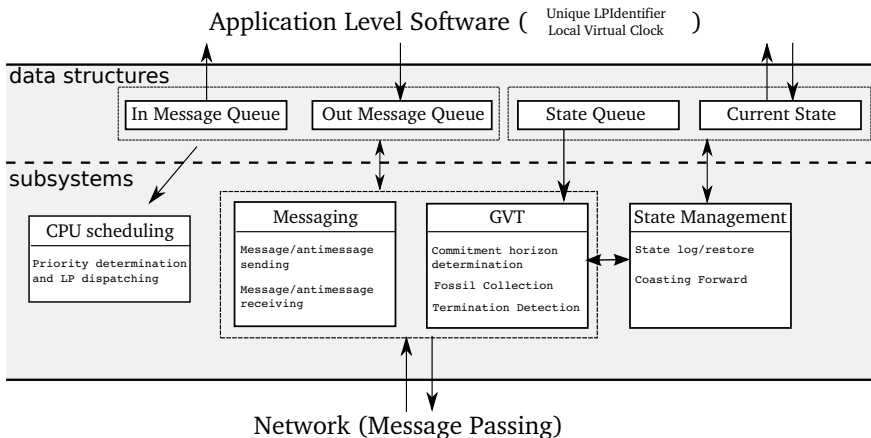 Application Level Software ( Unique LPIdentifier
Local Virtual Clock )
data structures
In Message Queue
Out Message Queue
State Queue
Current State
subsystems
CPU scheduling
Priority determination
and LP dispatching
Messaging
Message/antimessage
sending
Message/antimessage
receiving
GVT
Commitment horizon
determination
Fossil Collection
Termination Detection
State Management
State log/restore
Coasting Forward
Network (Message Passing)